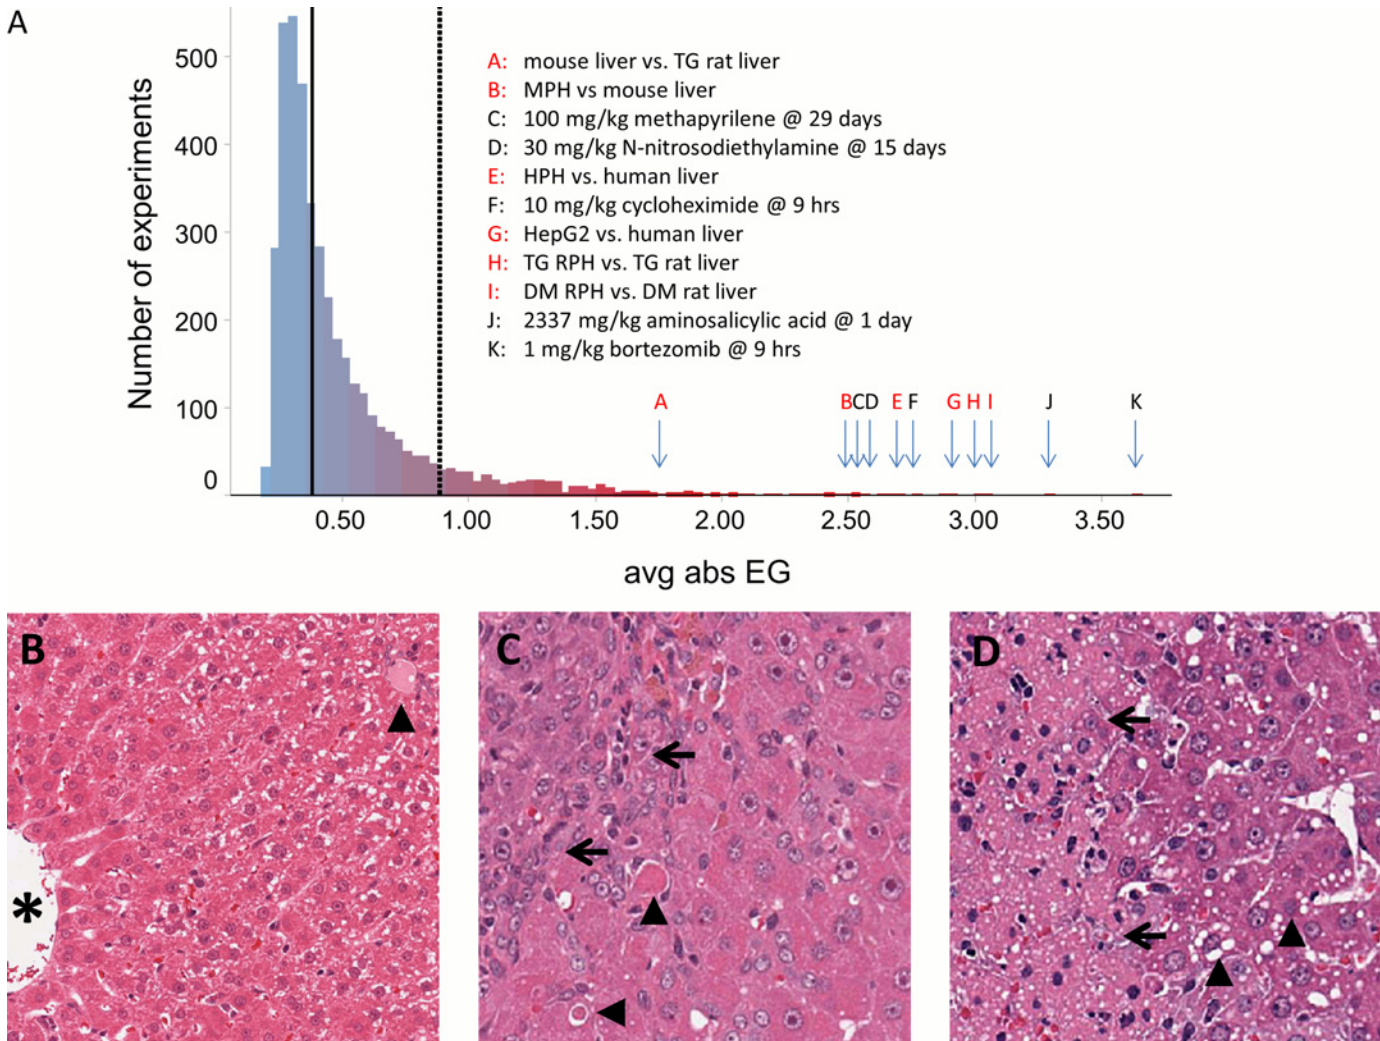 A
Number of experiments
500
400
300
200
100
0
A: mouse liver vs. TG rat liver
B: MPH vs mouse liver
C: 100 mg/kg methapyrilene @ 29 days
D: 30 mg/kg N-nitrosodiethylamine @ 15 days
E: HPH vs. human liver
F: 10 mg/kg cycloheximide @ 9 hrs
G: HepG2 vs. human liver
H: TG RPH vs. TG rat liver
I: DM RPH vs. DM rat liver
J: 2337 mg/kg aminosalicylic acid @ 1 day
K: 1 mg/kg bortezomib @ 9 hrs
A B C D E F G H I J K
0.50 1.00 1.50 2.00 2.50 3.00 3.50
avg abs EG
B
C
D
*